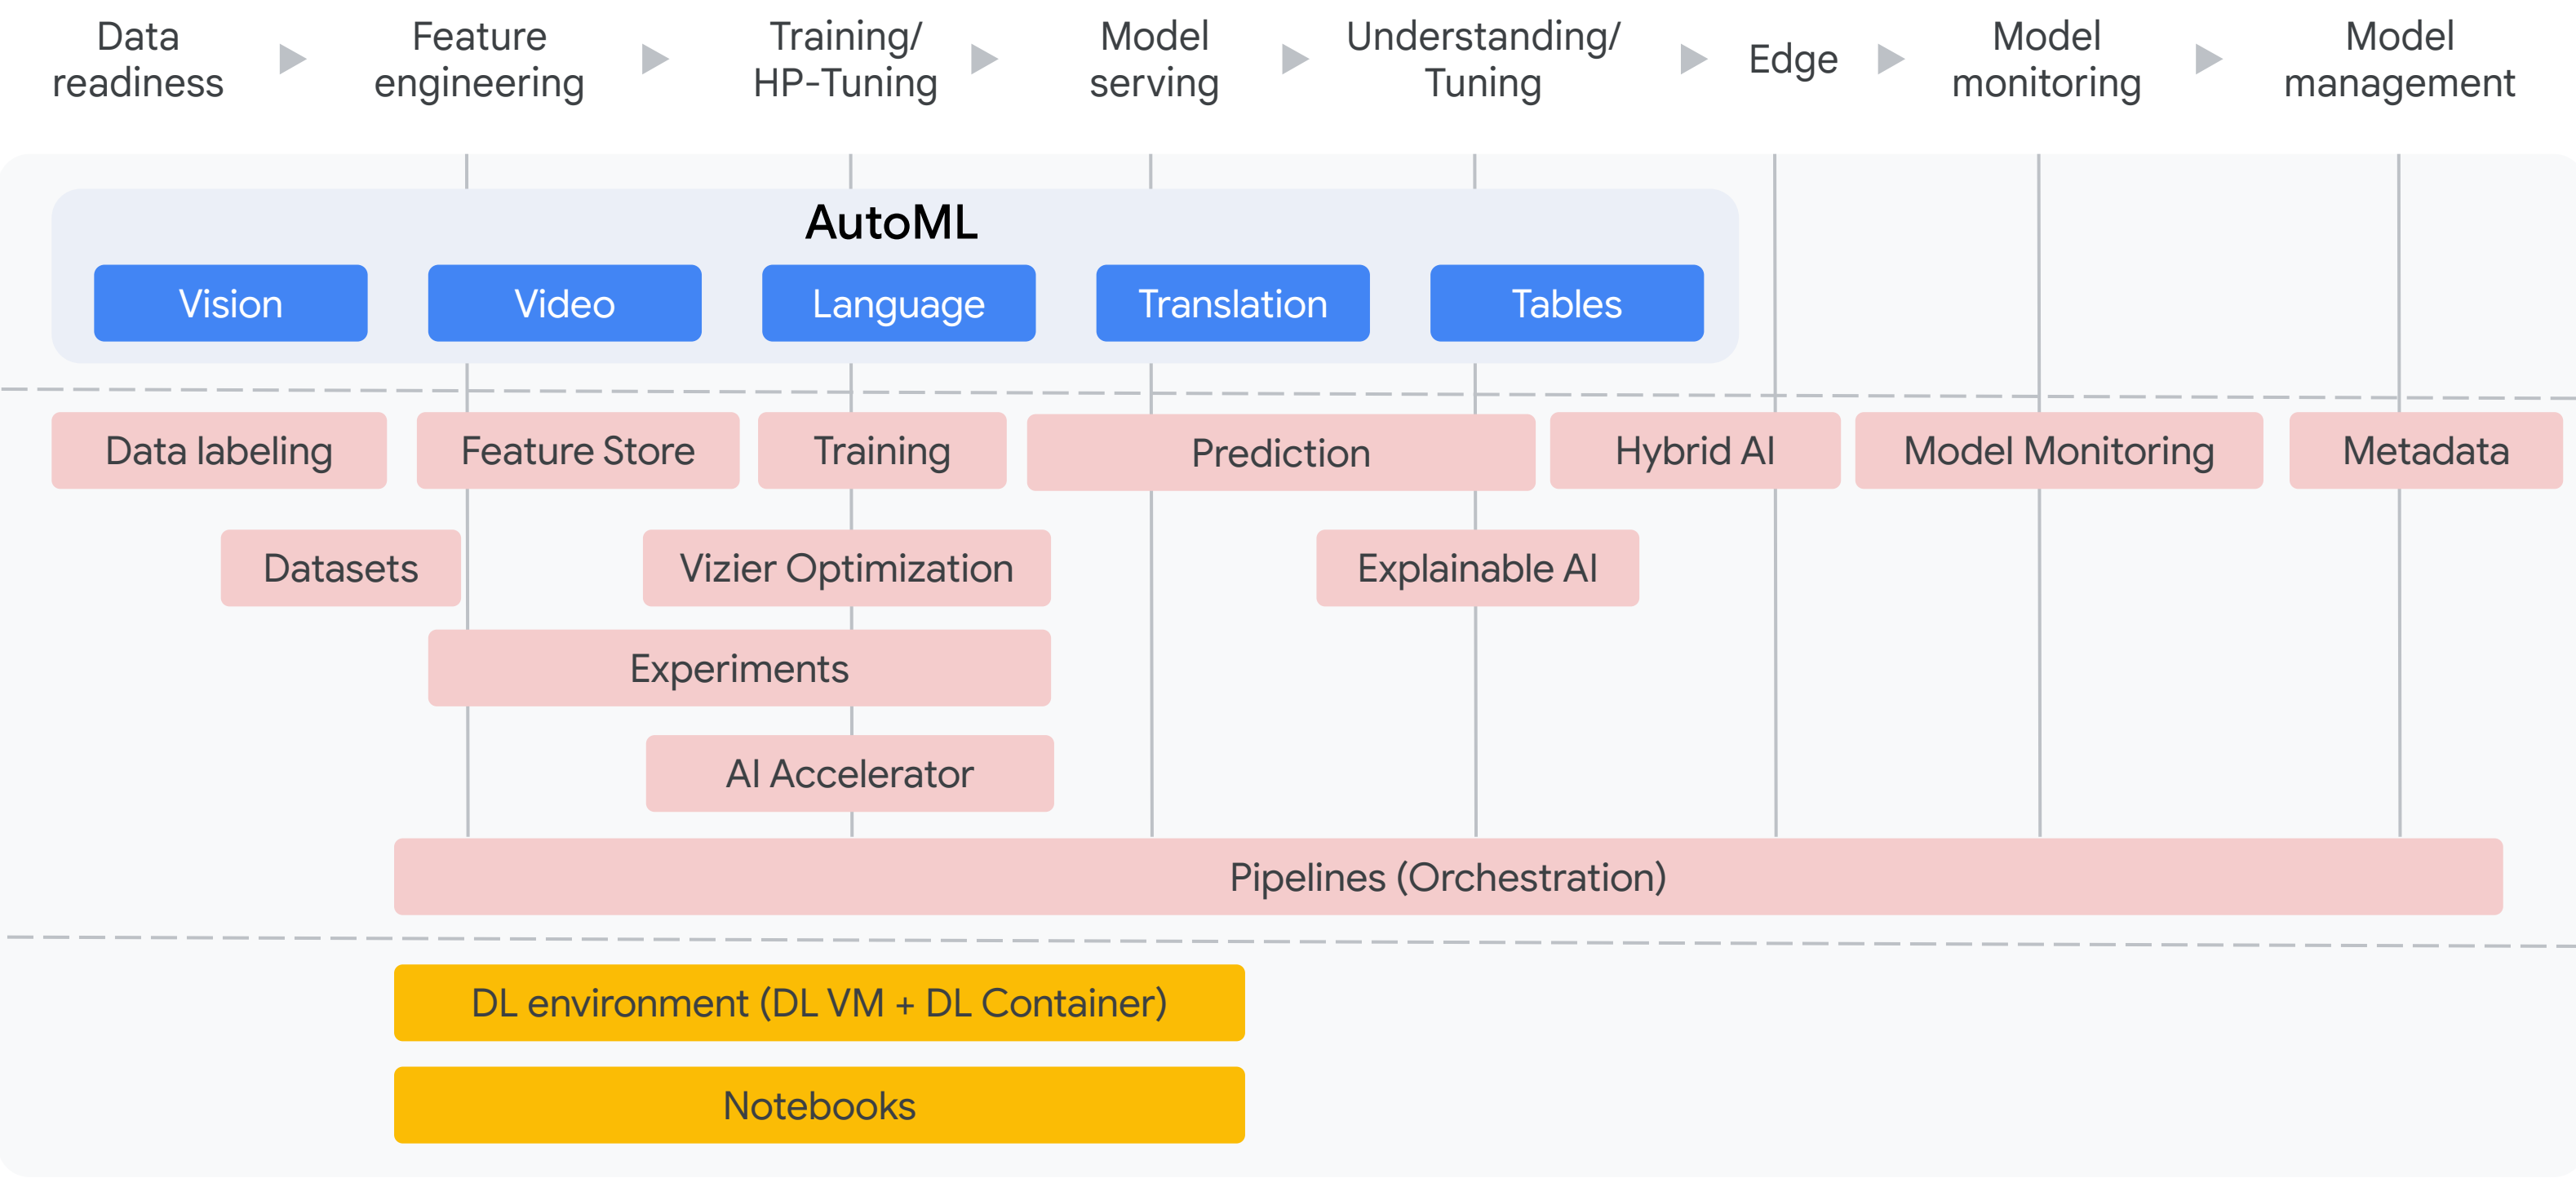 Data
readiness
Feature
engineering
Training/
HP-Tuning
Model
serving
Understanding/
Tuning
Edge
Model
monitoring
Model
management
AutoML
Vision
Video
Language
Translation
Tables
Data labeling
Feature Store
Training
Prediction
Hybrid AI
Model Monitoring
Metadata
Datasets
Vizier Optimization
Explainable AI
Experiments
AI Accelerator
Pipelines (Orchestration)
DL environment (DL VM + DL Container)
Notebooks